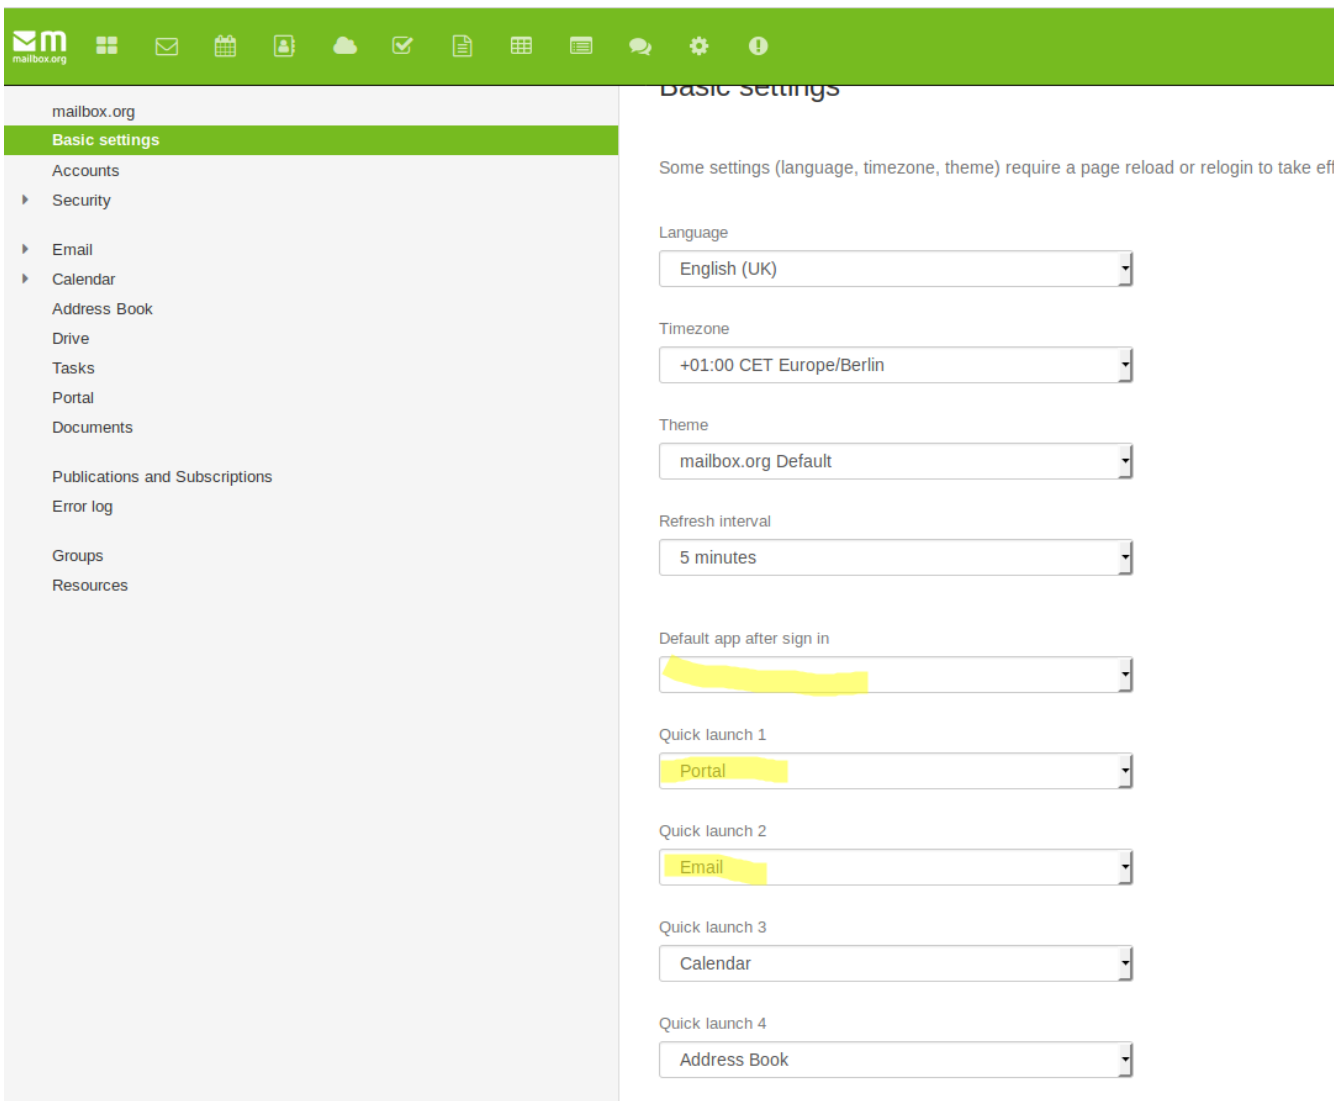 m
mailbox.org
mailbox.org
Basic settings
Accounts
Security
Email
Calendar
Address Book
Drive
Tasks
Portal
Documents
Publications and Subscriptions
Error log
Groups
Resources
Basic settings
Some settings (language, timezone, theme) require a page reload or relogin to take
Language
English (UK)
Timezone
+01:00 CET Europe/Berlin
Theme
mailbox.org Default
Refresh interval
5 minutes
Default app after sign in
Quick launch 1
Portal
Quick launch 2
Email
Quick launch 3
Calendar
Quick launch 4
Address Book